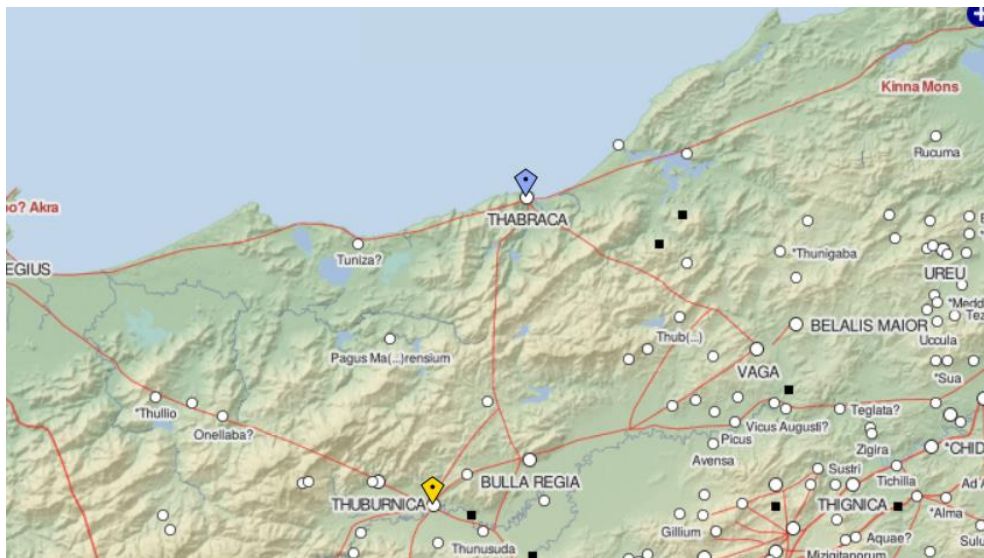 Kinna Mons
Rucuma
oo? Akra
THABRACA
Tuniza?
*Thunigaba
EGIUS
UREU
*Medd
Tez
BELALIS MAIOR
Uccula
Thub(...)
Pagus Ma(...)rensium
VAGA
*Sua
*Thullio
Teglata?
Onellaba?
Vicus Augusti?
Picus
Zigira
*CHID
Avensa
BULLA REGIA
Sustri
Tichilla
THUBURNICA
THIGNICA
Ad A
*Alma
Gillium
Thunusuda
Aquae?
Sulu
Mizigitanorum